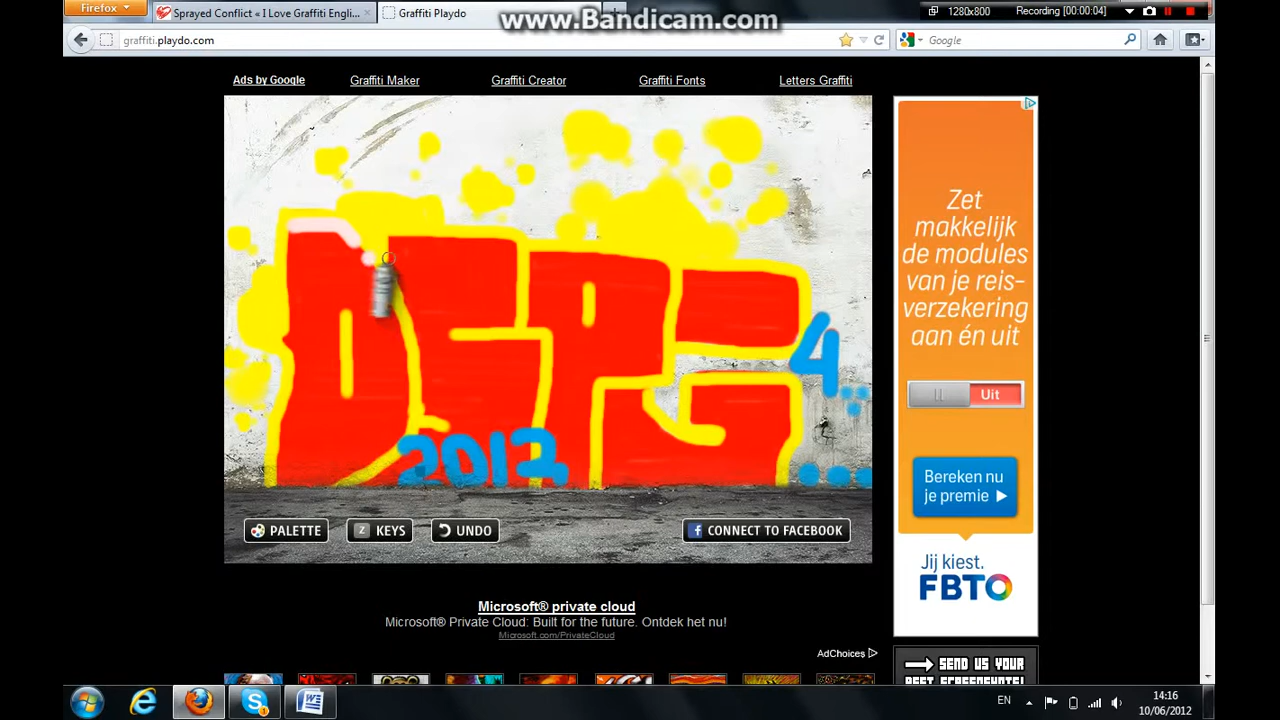 www.Bandicam.com
Firefox
Sprayed Conflict « I Love Graffiti Engli...
Graffiti Playdo
1280x800
Recording [00:00:04]
graffiti.playdo.com
Google
Ads by Google
Graffiti Maker
Graffiti Creator
Graffiti Fonts
Letters Graffiti
4
2012
PALETTE
Z KEYS
UNDO
CONNECT TO FACEBOOK
Zet
makkelijk
de modules
van je reis-
verzekering
aan én uit
Uit
Bereken nu
je premie
Jij kiest.
FBTO
Microsoft® private cloud
Microsoft® Private Cloud: Built for the future. Ontdek het nu!
Microsoft.com/PrivateCloud
AdChoices
SEND US YOUR
BEST SCREENSHOTS!
EN
14:16
10/06/2012